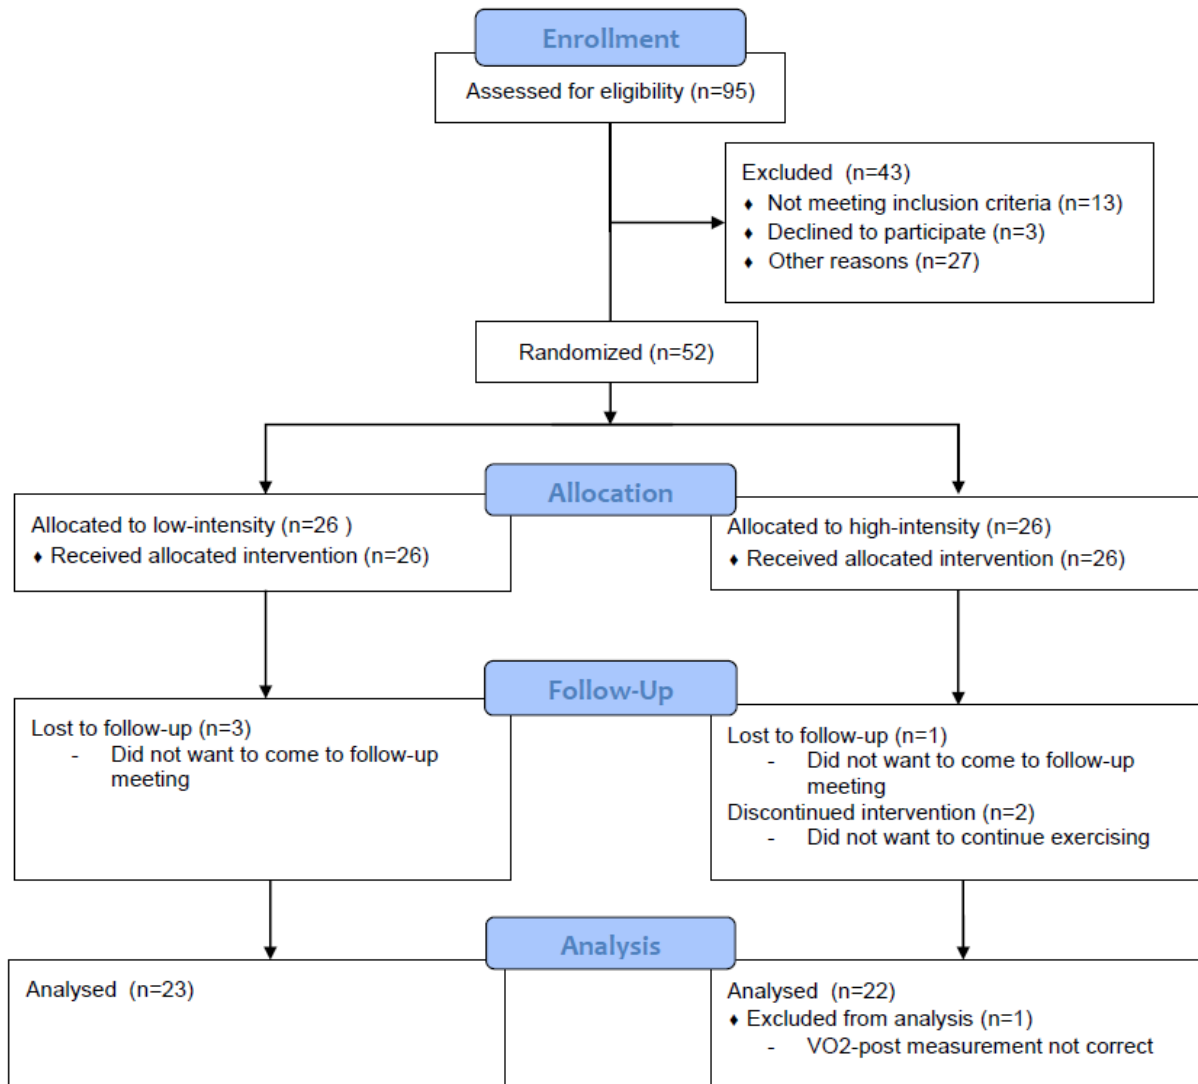 Enrollment
Assessed for eligibility (n=95)
Excluded (n=43)
♦ Not meeting inclusion criteria (n=13)
♦ Declined to participate (n=3)
♦ Other reasons (n=27)
Randomized (n=52)
Allocation
Allocated to low-intensity (n=26 )
♦ Received allocated intervention (n=26)
Allocated to high-intensity (n=26)
♦ Received allocated intervention (n=26)
Follow-Up
Lost to follow-up (n=3)
- Did not want to come to follow-up
meeting
Lost to follow-up (n=1)
- Did not want to come to follow-up
meeting
Discontinued intervention (n=2)
- Did not want to continue exercising
Analysis
Analysed (n=23)
Analysed (n=22)
♦ Excluded from analysis (n=1)
- VO2-post measurement not correct